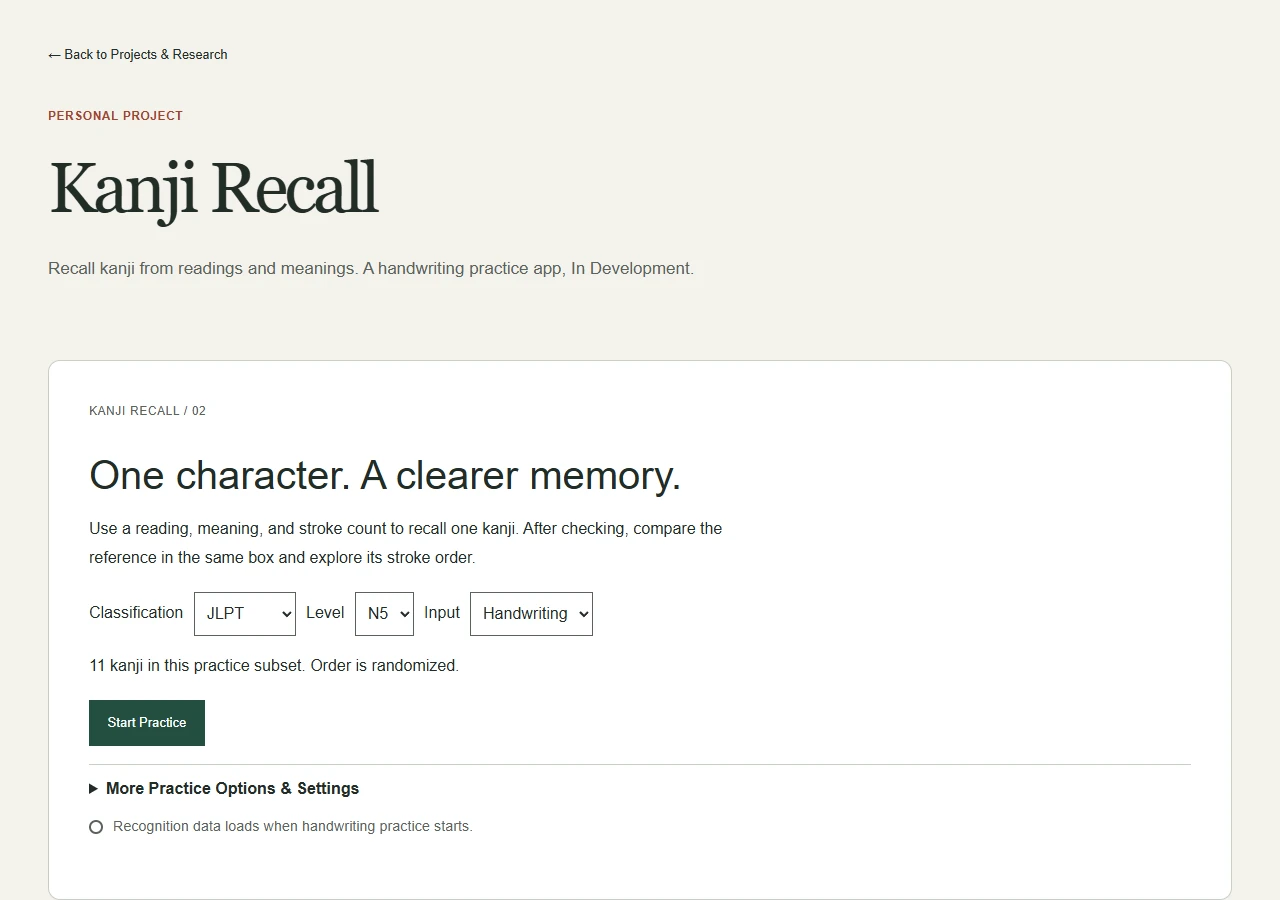 ← Back to Projects & Research
PERSONAL PROJECT
Kanji Recall
Recall kanji from readings and meanings. A handwriting practice app, In Development.
KANJI RECALL / 02
One character. A clearer memory.
Use a reading, meaning, and stroke count to recall one kanji. After checking, compare the
reference in the same box and explore its stroke order.
Classification JLPT Level N5 Input Handwriting
11 kanji in this practice subset. Order is randomized.
Start Practice
More Practice Options & Settings
Recognition data loads when handwriting practice starts.